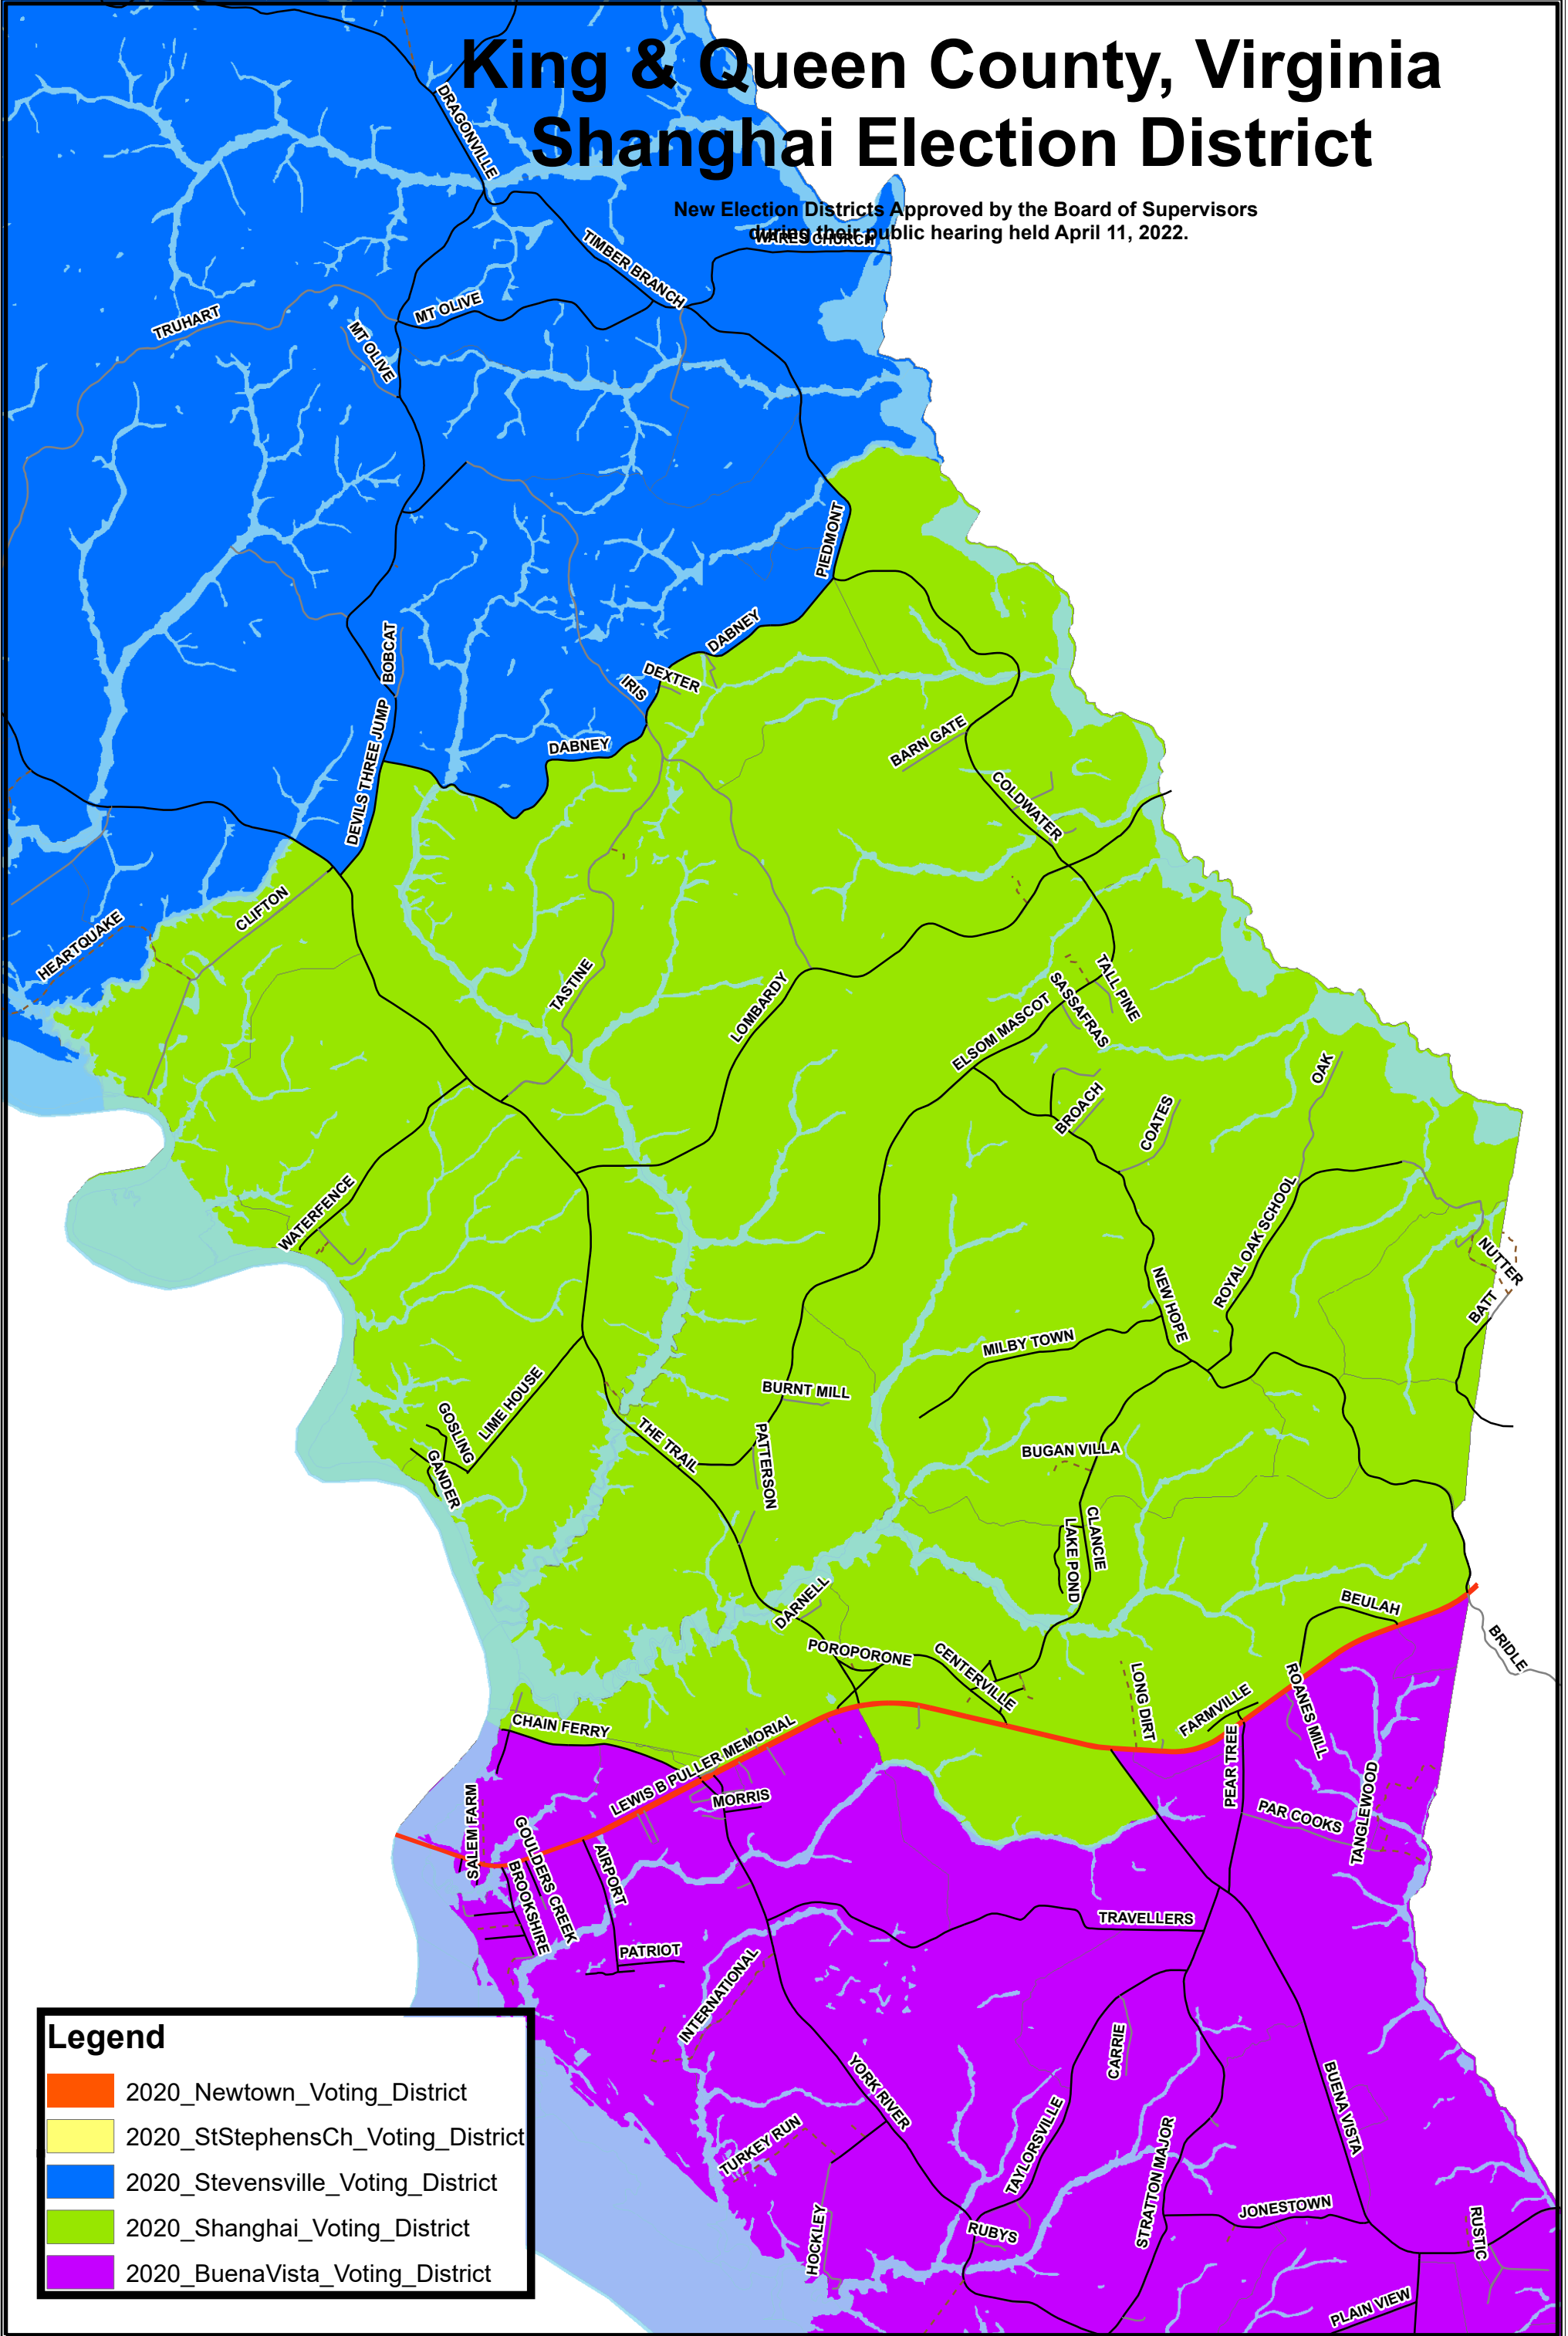 King & Queen County, Virginia
Shanghai Election District
New Election Districts Approved by the Board of Supervisors
during their public hearing held April 11, 2022.
WARES CHURCH
DRAGONVILLE
TIMBER BRANCH
MT OLIVE
TRUHART
MT OLIVE
PIEDMONT
BOBCAT
DABNEY
DEXTER
IRIS
DABNEY
DEVILS THREE JUMP
BARN GATE
COLDWATER
CLIFTON
HEARTQUAKE
TASTINE
LOMBARDY
TALL PINE
SASSAFRAS
ELSOM MASCOT
OAK
BROACH
COATES
WATERFENCE
ROYAL OAK SCHOOL
NUTTER
BATT
NEW HOPE
MILBY TOWN
LIME HOUSE
BURNT MILL
GOSLING
GANDER
THE TRAIL
PATTERSON
BUGAN VILLA
CLANCIE
LAKE POND
DARNELL
BEULAH
BRIDLE
POROPORONE
CENTERVILLE
LONG DIRT
ROANES MILL
FARMVILLE
CHAIN FERRY
LEWIS B PULLER MEMORIAL
PEAR TREE
MORRIS
SALEM FARM
PAR COOKS
TANGLEWOOD
GOULDERS CREEK
AIRPORT
BROOKSHIRE
TRAVELLERS
PATRIOT
INTERNATIONAL
CARRIE
YORK RIVER
BUENA VISTA
TURKEY RUN
TAYLORSVILLE
STRATTON MAJOR
JONESTOWN
HOCKLEY
RUBYS
RUSTIC
PLAIN VIEW
Legend
2020_Newtown_Voting_District
2020_StStephensCh_Voting_District
2020_Stevensville_Voting_District
2020_Shanghai_Voting_District
2020_BuenaVista_Voting_District